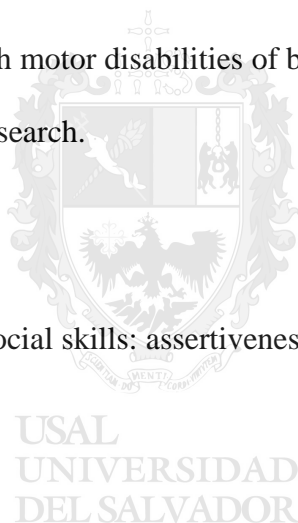 h motor disabilities of b
search.
ocial skills: assertivenes
USAL
UNIVERSIDAD
DEL SALVADOR